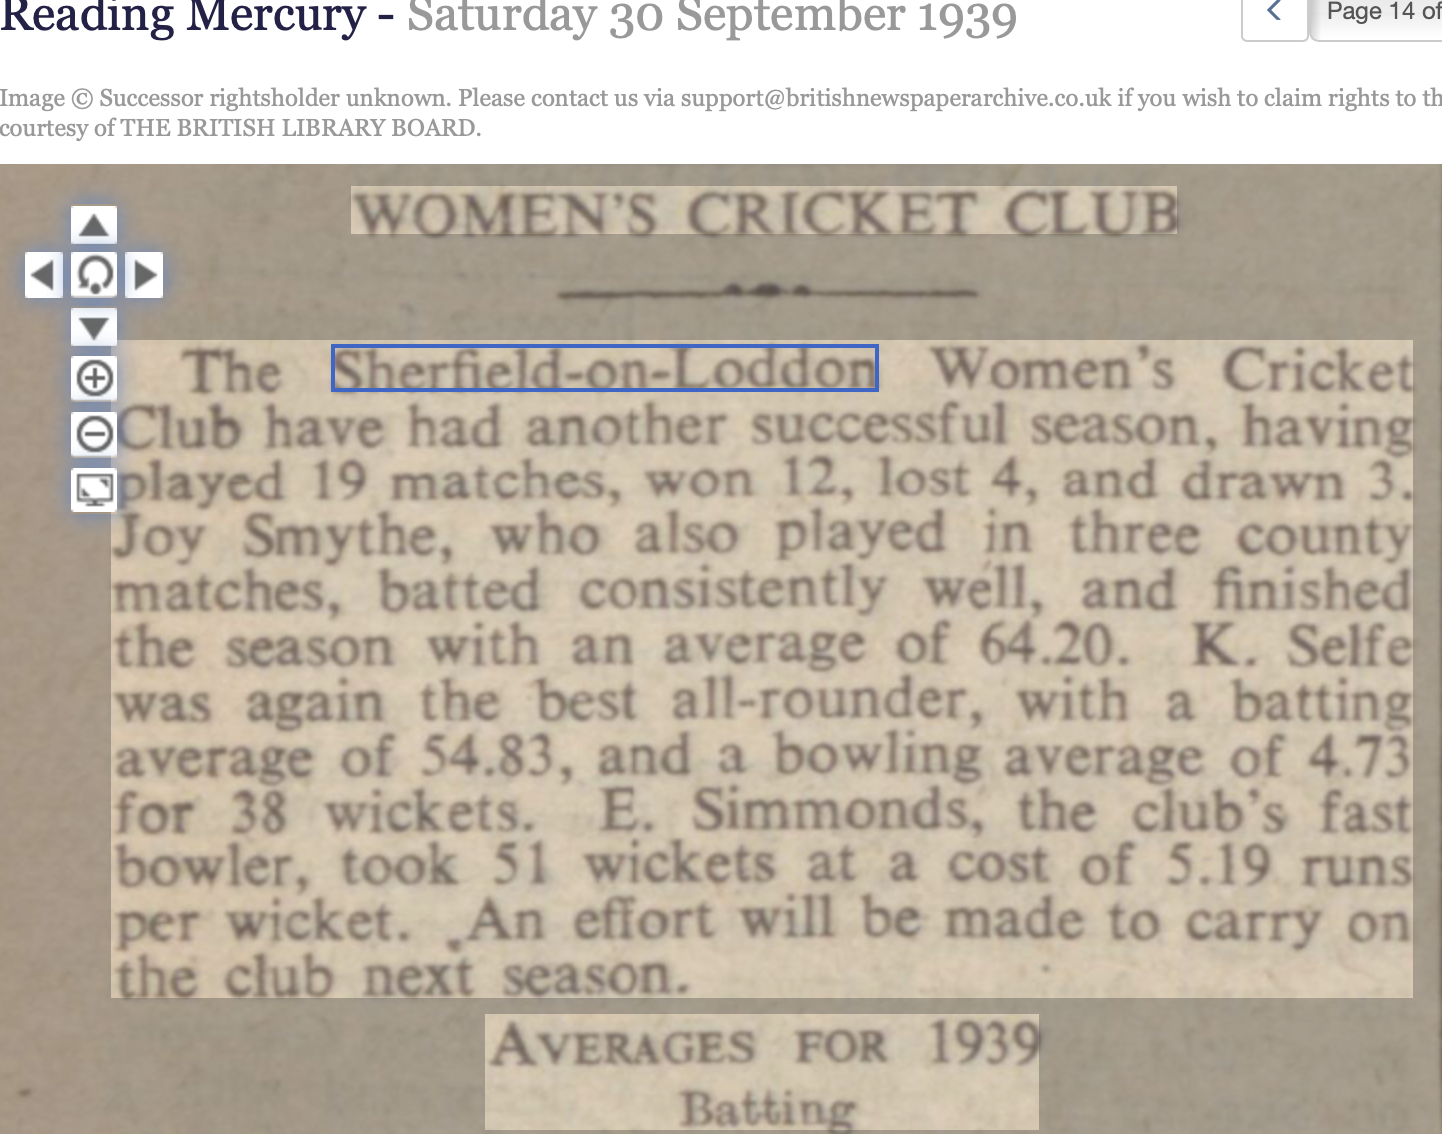 Reading Mercury - Saturday 30 September 1939
Page 14 of
Image © Successor rightsholder unknown. Please contact us via support@britishnewspaperarchive.co.uk if you wish to claim rights to th
courtesy of THE BRITISH LIBRARY BOARD.
WOMEN'S CRICKET CLUB
The Sherfield-on-Loddon Women's Cricket
Club have had another successful season, having
played 19 matches, won 12, lost 4, and drawn 3.
Joy Smythe, who also played in three county
matches, batted consistently well, and finished
the season with an average of 64.20. K. Selfe
was again the best all-rounder, with a batting
average of 54.83, and a bowling average of 4.73
for 38 wickets. E. Simmonds, the club's fast
bowler, took 51 wickets at a cost of 5.19 runs
per wicket. An effort will be made to carry on
the club next season.
AVERAGES FOR 1939
Batting